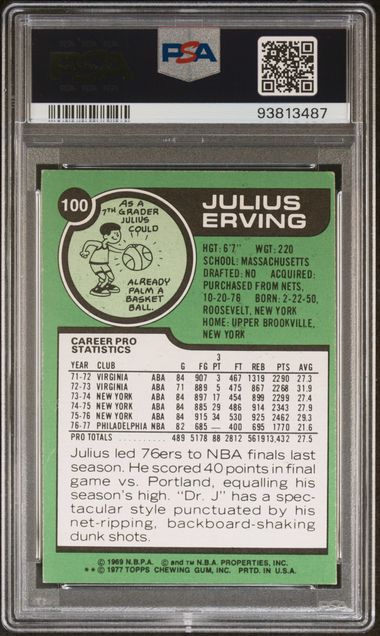 PSA
93813487
100
AS A
7TH GRADER
JULIUS
COULD
ALREADY
PALM A
BASKET
BALL.
JULIUS
ERVING
HGT: 6'7" WGT: 220
SCHOOL: MASSACHUSETTS
DRAFTED: NO ACQUIRED:
PURCHASED FROM NETS,
10-20-76 BORN: 2-22-50,
ROOSEVELT, NEW YORK
HOME: UPPER BROOKVILLE,
NEW YORK
CAREER PRO
STATISTICS
3
YEAR CLUB G FG PT FT REB PTS AVG
71-72 VIRGINIA ABA 84 907 3 467 1319 2290 27.3
72-73 VIRGINIA ABA 71 889 5 475 867 2268 31.9
73-74 NEW YORK ABA 84 897 17 454 899 2299 27.4
74-75 NEW YORK ABA 84 885 29 486 914 2343 27.9
75-76 NEW YORK ABA 84 915 34 530 925 2462 29.3
76-77 PHILADELPHIA NBA 82 685 —— 400 695 1770 21.6
PRO TOTALS 489 5178 88 2812 5619 13,432 27.5
Julius led 76ers to NBA finals last
season. He scored 40 points in final
game vs. Portland, equalling his
season's high. "Dr. J" has a spec-
tacular style punctuated by his
net-ripping, backboard-shaking
dunk shots.
© 1969 N.B.P.A. © and TM N.B.A. PROPERTIES, INC.
** © 1977 TOPPS CHEWING GUM, INC. PRTD. IN U.S.A.